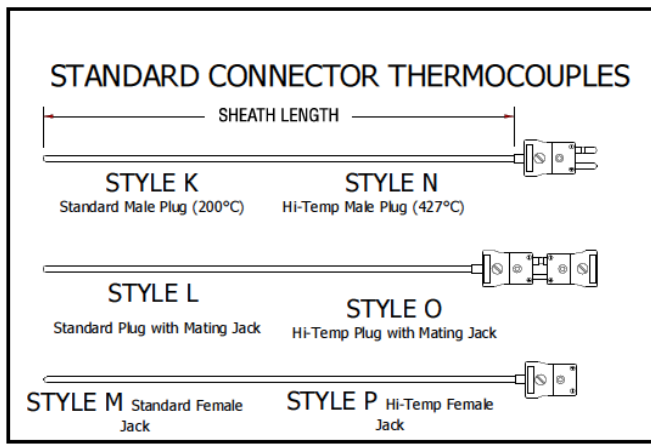 STANDARD CONNECTOR THERMOCOUPLES
SHEATH LENGTH
STYLE K
Standard Male Plug (200°C)
STYLE N
Hi-Temp Male Plug (427°C)
STYLE L
Standard Plug with Mating Jack
STYLE O
Hi-Temp Plug with Mating Jack
STYLE M Standard Female
Jack
STYLE P Hi-Temp Female
Jack